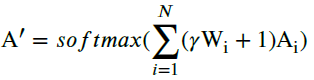 A′ = softmax(∑_{i=1}^{N}(γW_i + 1)A_i)